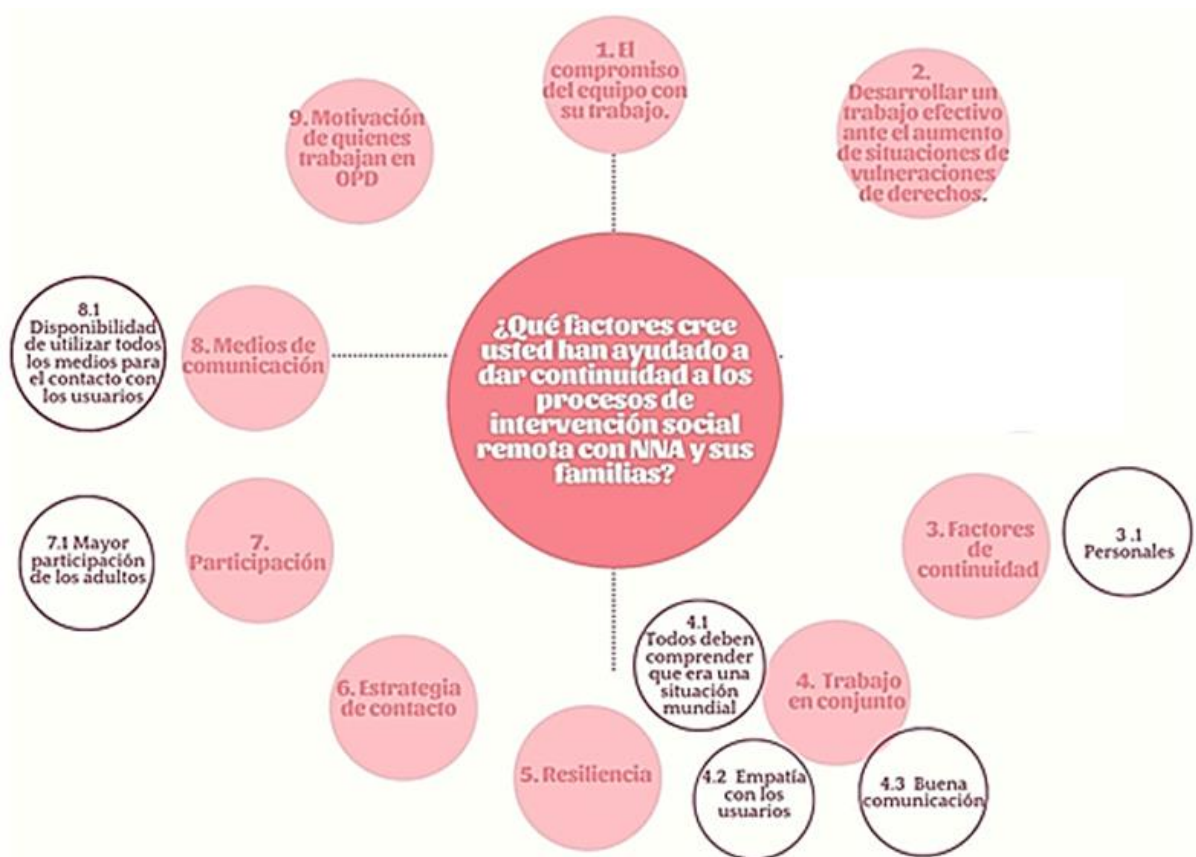 1. El
compromiso
del equipo con
su trabajo.
2.
Desarrollar un
trabajo efectivo
ante el aumento
de situaciones de
vulneraciones
de derechos.
9. Motivación
de quienes
trabajan en
OPD
8.1
Disponibilidad
de utilizar todos
los medios para
el contacto con
los usuarios
8. Medios de
comunicación
¿Qué factores cree
usted han ayudado a
dar continuidad a los
procesos de
intervención social
remota con NNA y sus
familias?
3. Factores
de
continuidad
3 .1
Personales
7.1 Mayor
participación
de los adultos
7.
Participación
4.1
Todos deben
comprender
que era una
situación
mundial
4. Trabajo
en conjunto
6. Estrategia
de contacto
5. Resiliencia
4.2 Empatía
con los
usuarios
4.3 Buena
comunicación